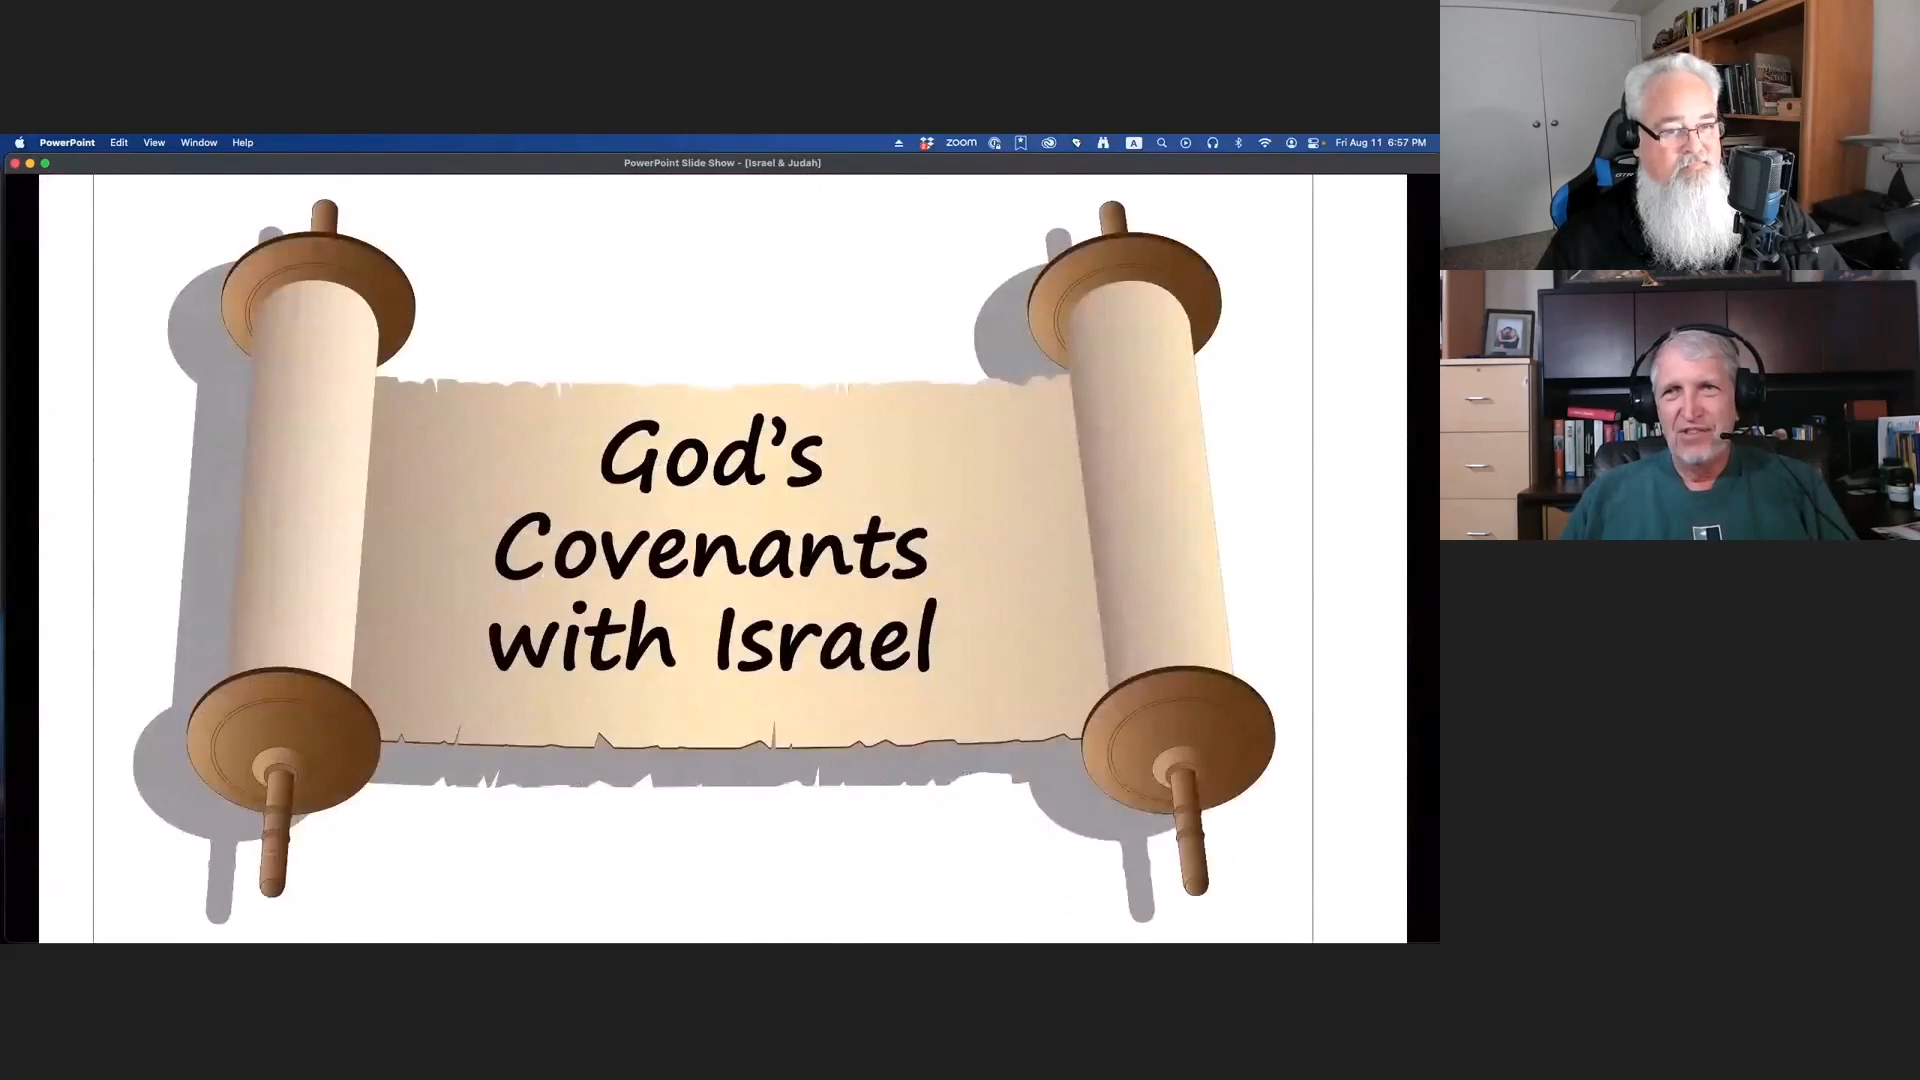 PowerPoint Edit View Window Help zoom A Fri Aug 11 6:57 PM
PowerPoint Slide Show - [Israel & Judah]
God's
Covenants
with Israel
Scroll